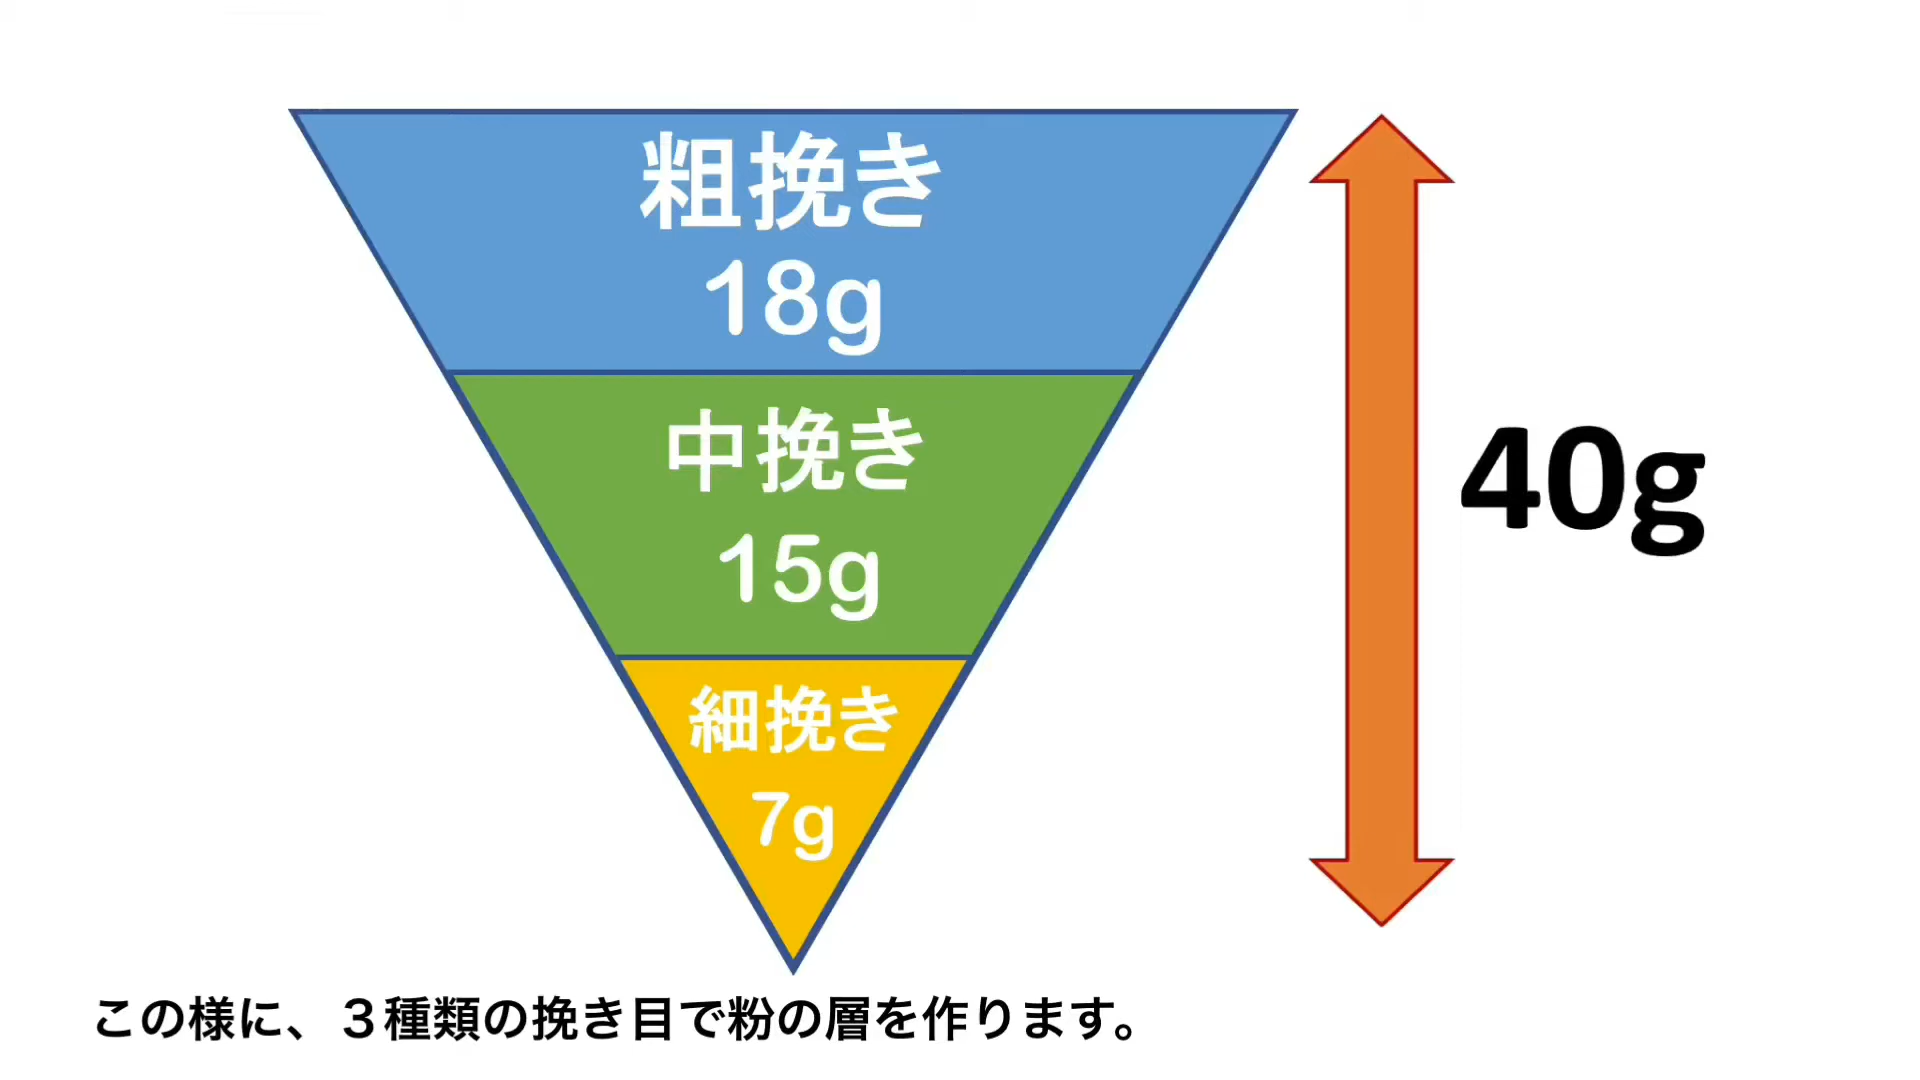 粗挽き
18g
中挽き
15g
細挽き
7g
40g
この様に、３種類の挽き目で粉の層を作ります。